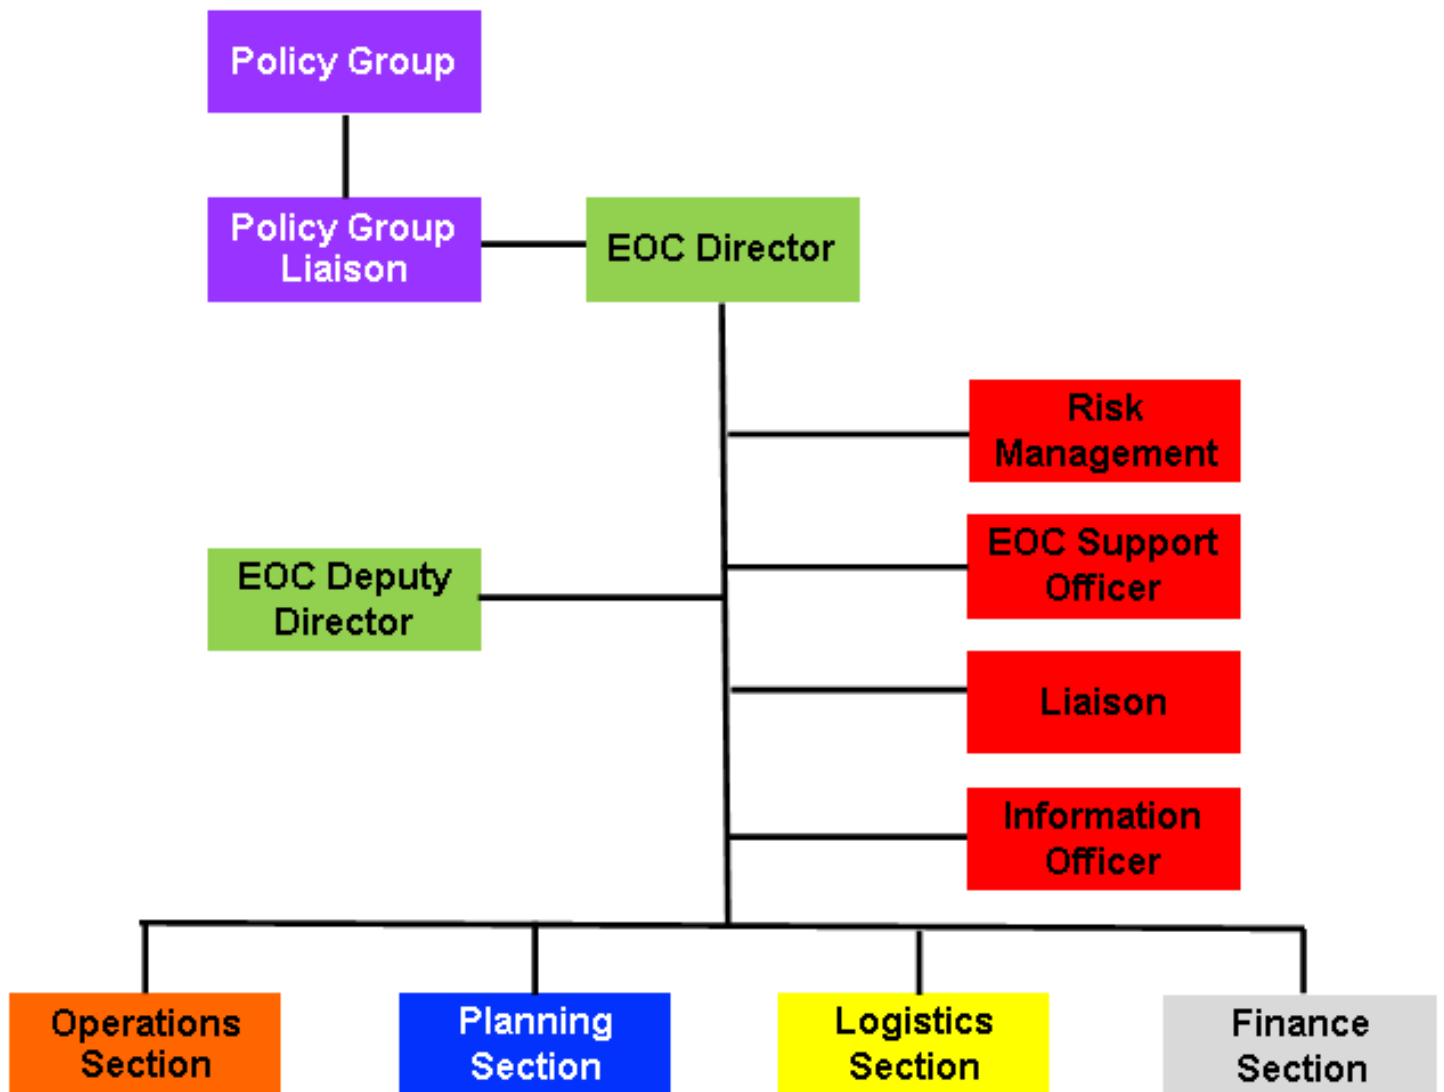 Policy Group
Policy Group
Liaison
EOC Director
Risk
Management
EOC Support
Officer
EOC Deputy
Director
Liaison
Information
Officer
Operations
Section
Planning
Section
Logistics
Section
Finance
Section